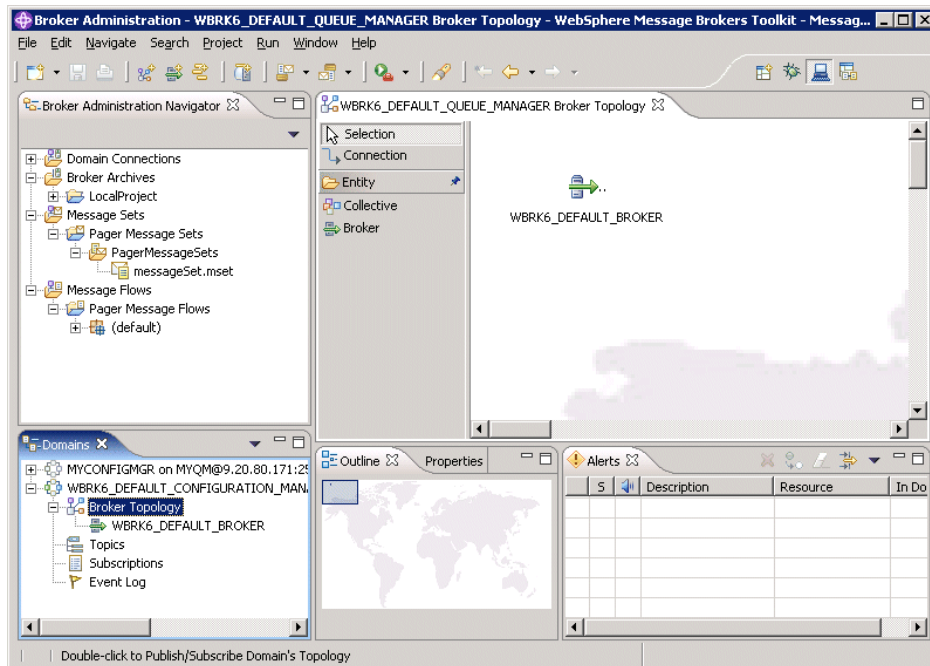 Broker Administration - WBRK6_DEFAULT_QUEUE_MANAGER Broker Topology - WebSphere Message Brokers Toolkit - Messag...
File Edit Navigate Search Project Run Window Help
Broker Administration Navigator
Domain Connections
Broker Archives
LocalProject
Message Sets
Pager Message Sets
PagerMessageSets
messageSet.mset
Message Flows
Pager Message Flows
(default)
WBRK6_DEFAULT_QUEUE_MANAGER Broker Topology
Selection
Connection
Entity
Collective
Broker
..
WBRK6_DEFAULT_BROKER
Domains
MYCONFIGMGR on MYQM@9.20.80.171:25
WBRK6_DEFAULT_CONFIGURATION_MAN
Broker Topology
WBRK6_DEFAULT_BROKER
Topics
Subscriptions
Event Log
Outline Properties
Alerts
S Description Resource In Do
Double-click to Publish/Subscribe Domain's Topology